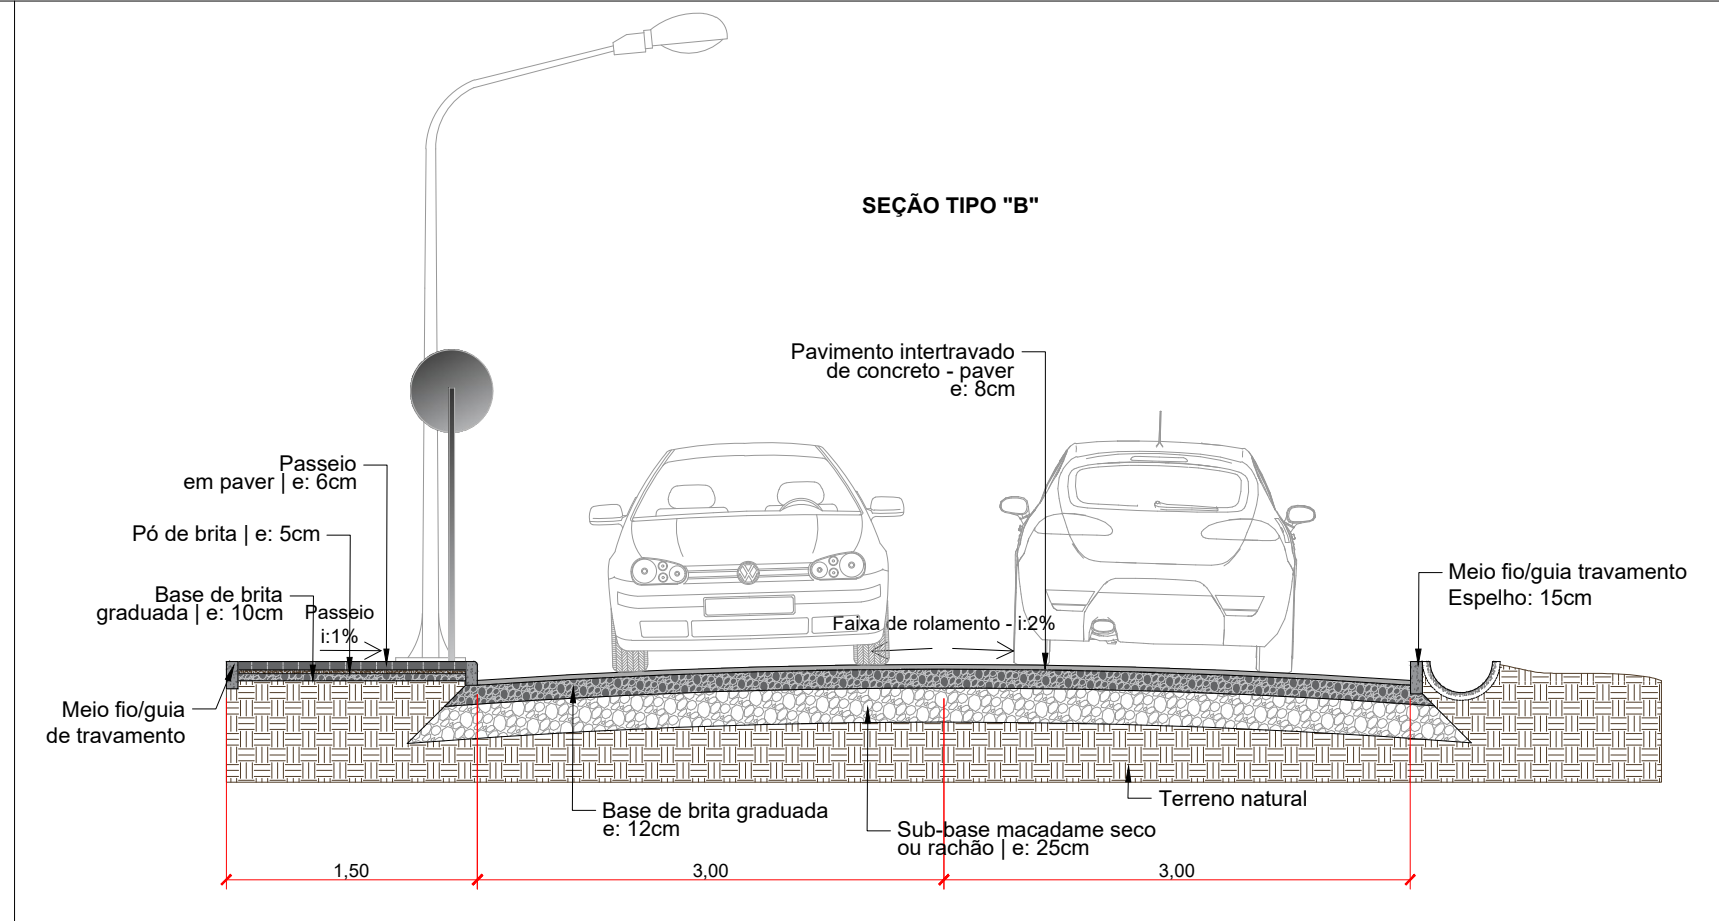 SEÇÃO TIPO "B"
Pavimento intertravado
de concreto - paver
e: 8cm
Passeio
em paver | e: 6cm
Pó de brita | e: 5cm
Base de brita
graduada | e: 10cm
Passeio
i:1%
Faixa de rolamento - i:2%
Meio fio/guia travamento
Espelho: 15cm
Meio fio/guia
de travamento
Base de brita graduada
e: 12cm
Sub-base macadame seco
ou rachão | e: 25cm
Terreno natural
1,50
3,00
3,00